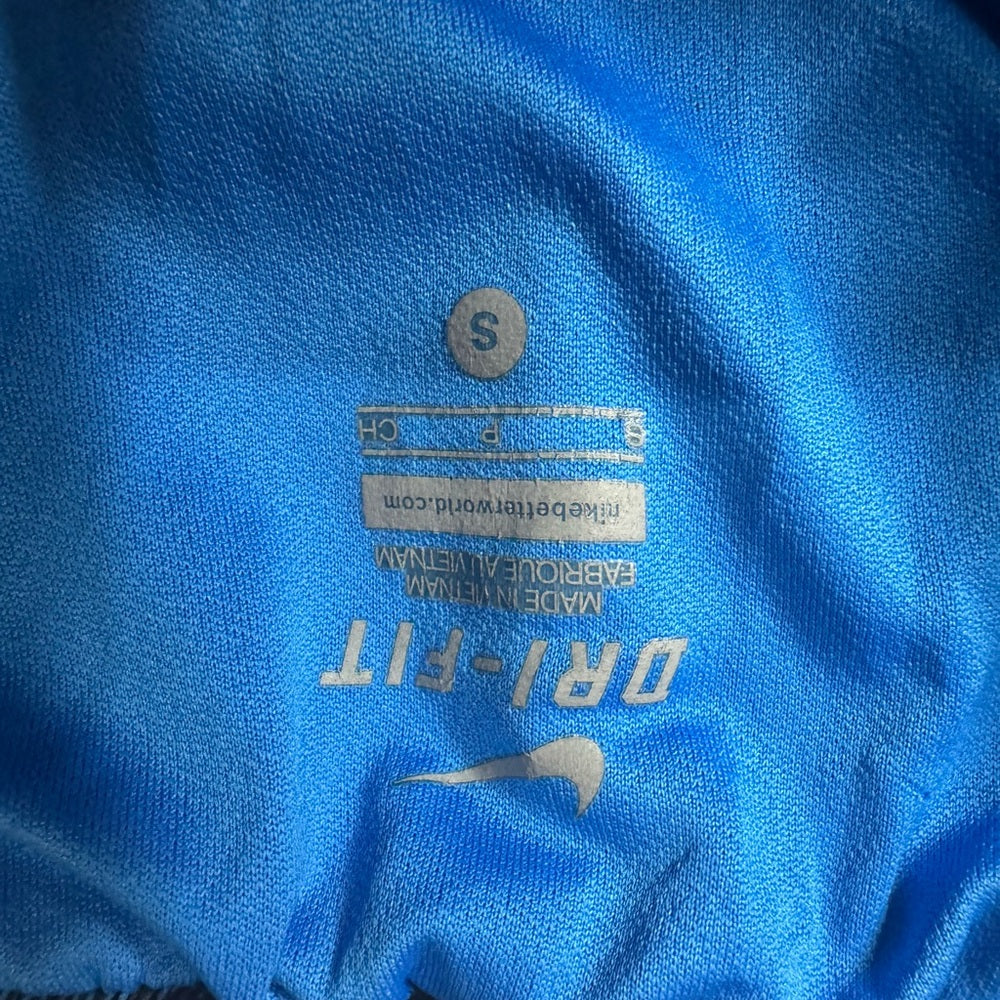 DRI-FIT
MADE IN VIETNAM
FABRIQUE AU VIETNAM
nikebetterworld.com
S P CH
S